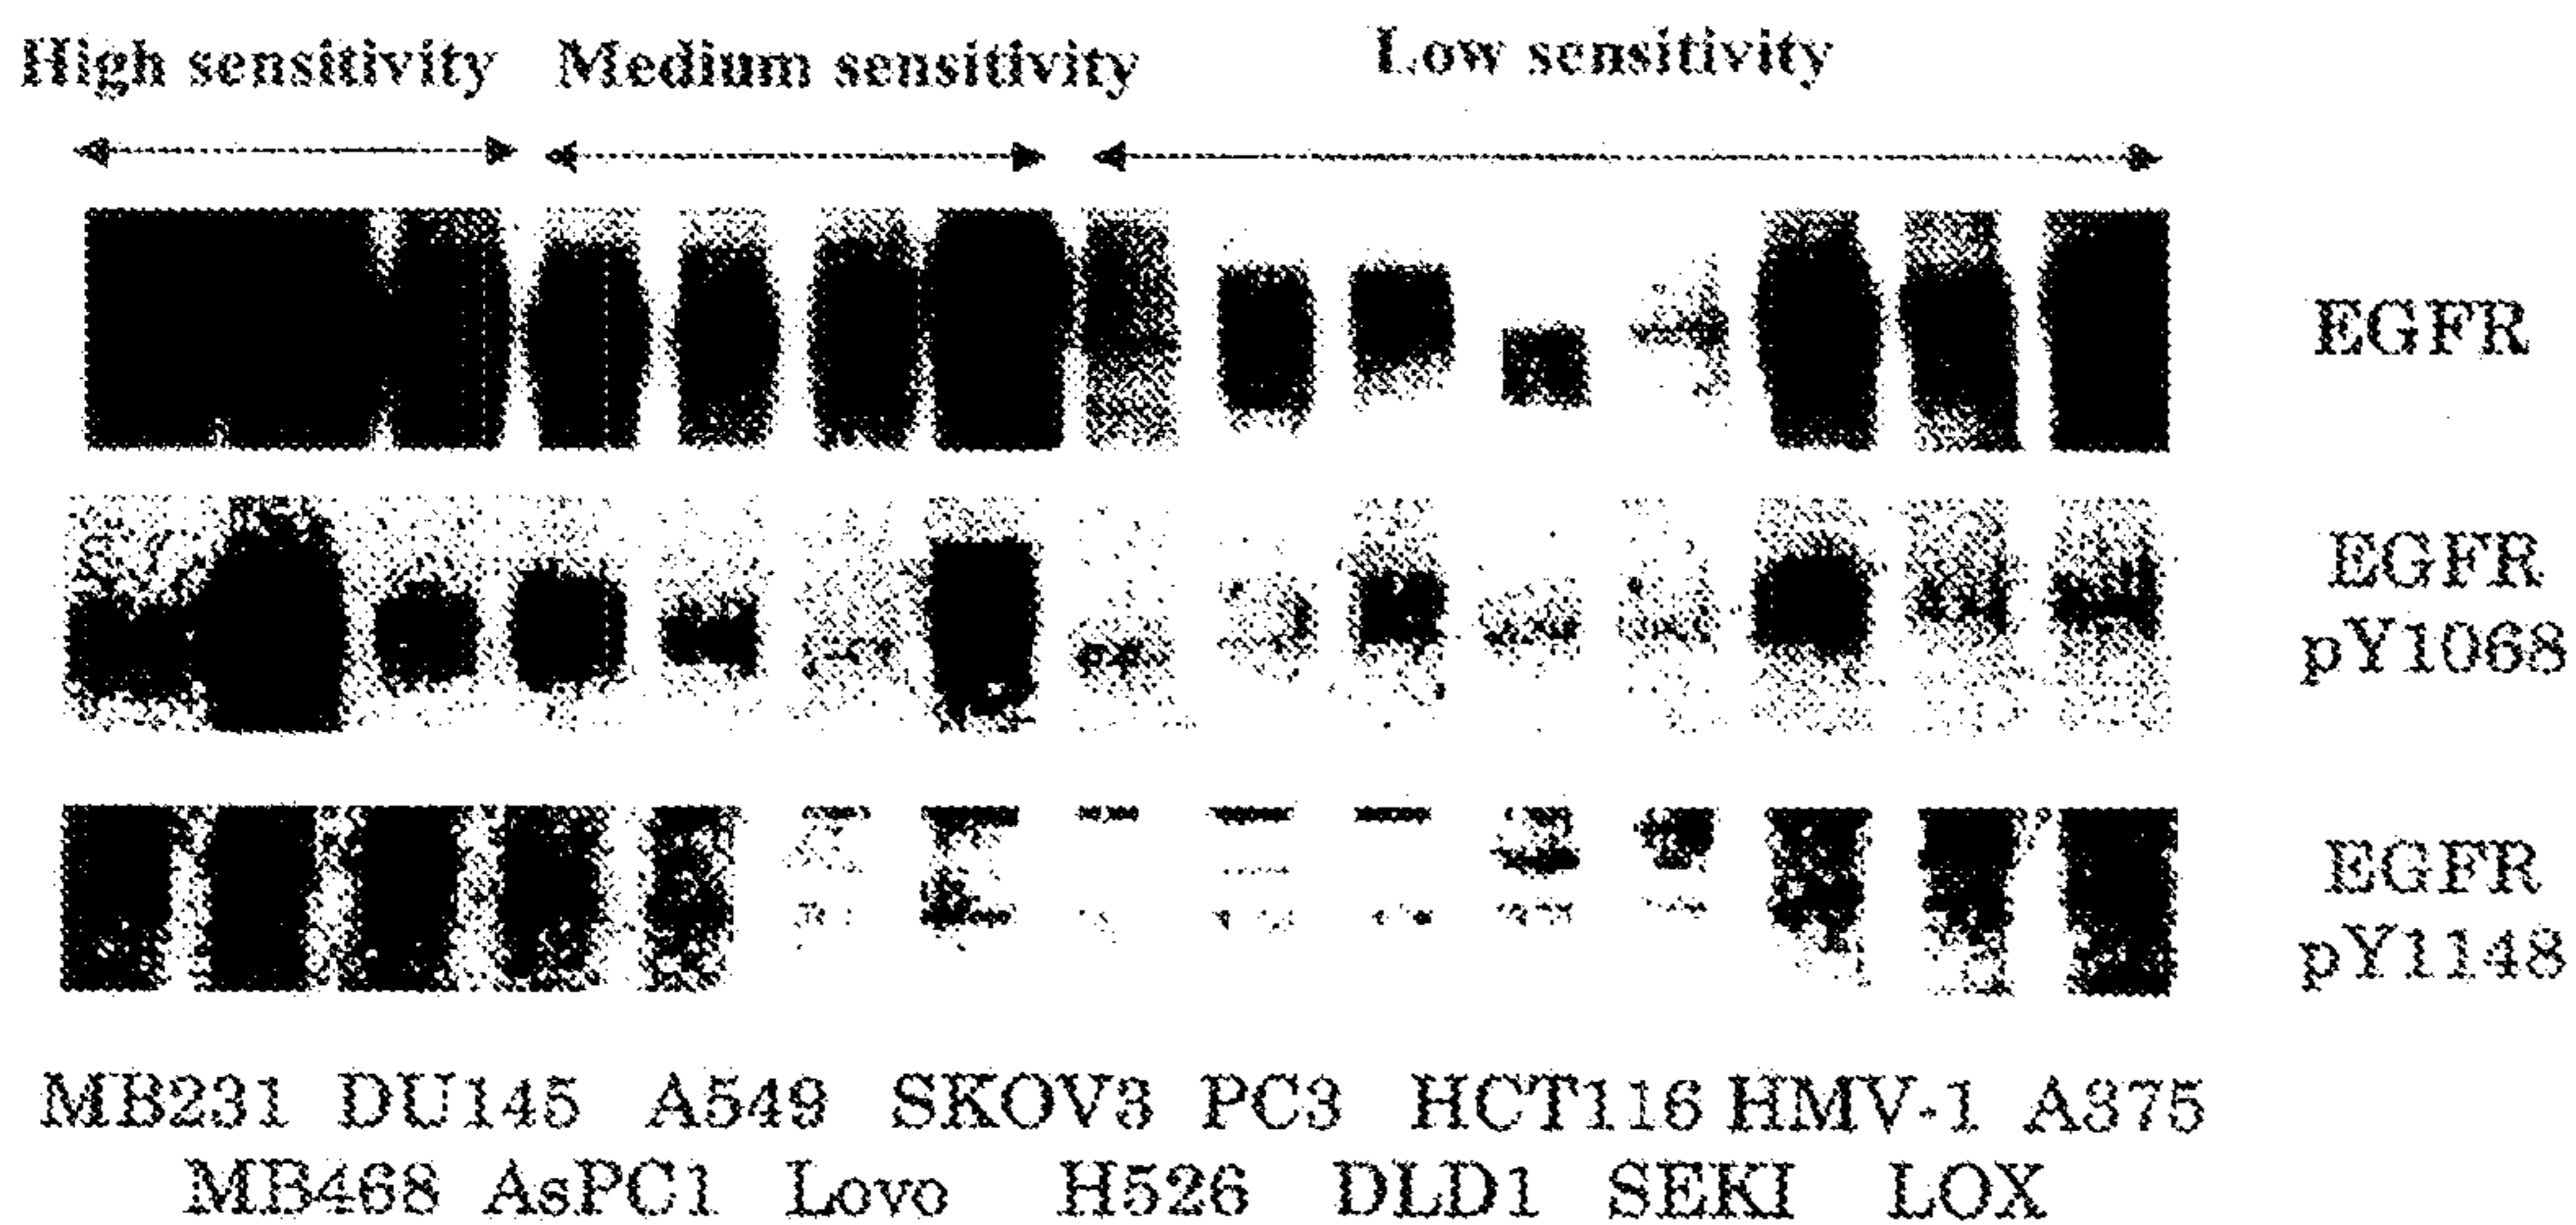 High sensitivity Medium sensitivity Low sensitivity
EGFR
EGFR
pY1068
EGFR
pY1148
MB231 DU145 A549 SKOV3 PC3 HCT116 HMV-1 A375
MB468 AsPC1 Lovo H526 DLD1 SEKI LOX